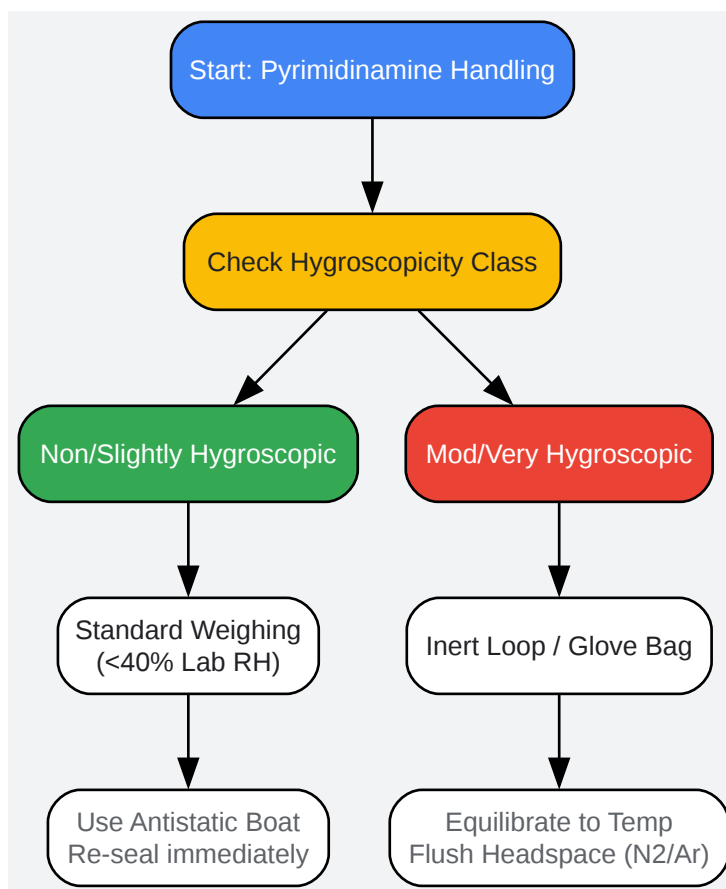 Start: Pyrimidinamine Handling
Check Hygroscopicity Class
Non/Slightly Hygroscopic
Mod/Very Hygroscopic
Standard Weighing
(<40% Lab RH)
Inert Loop / Glove Bag
Use Antistatic Boat
Re-seal immediately
Equilibrate to Temp
Flush Headspace (N2/Ar)